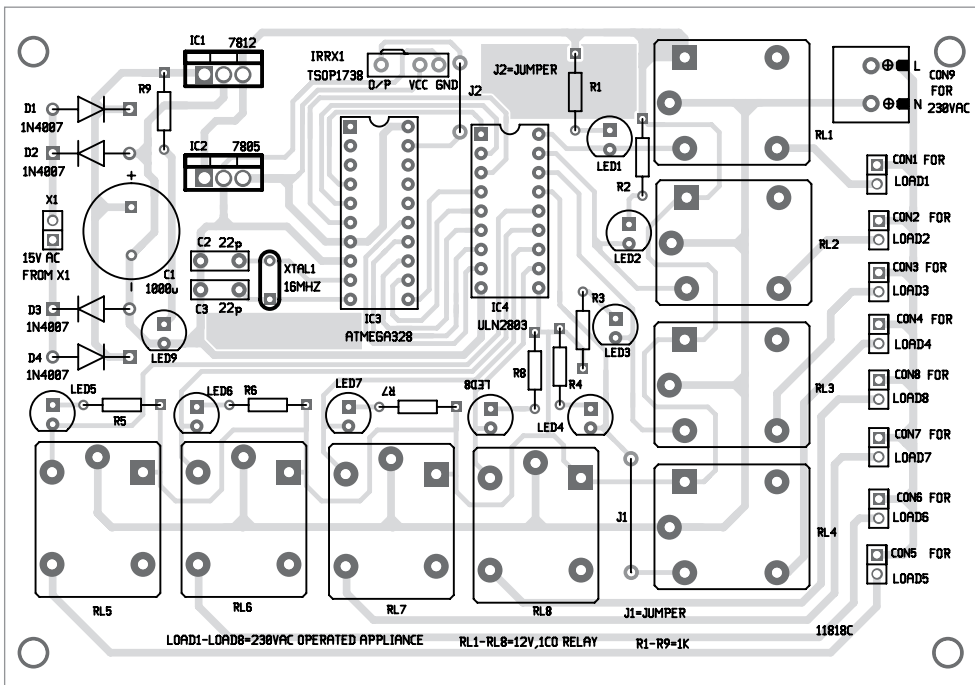 IC1 7812
IRRX1
TSOP1738
O/P VCC GND
J2=JUMPER
J2
R1
L
N
CON9
FOR
230VAC
R9
D1
1N4007
D2
1N4007
IC2 7805
LED1
R2
RL1
CON1 FOR
LOAD1
+
X1
15V AC
FROM X1
C1
1000u
-
C2 22p
C3 22p
XTAL1
16MHZ
IC3
ATMEGA328
IC4
ULN2803
LED2
RL2
CON2 FOR
LOAD2
CON3 FOR
LOAD3
D3
1N4007
D4
1N4007
LED9
R3
LED3
CON4 FOR
LOAD4
LED5
R5
LED6
R6
LED7
R7
LED8
R8
R4
LED4
RL3
CON8 FOR
LOAD8
CON7 FOR
LOAD7
CON6 FOR
LOAD6
J1
RL4
CON5 FOR
LOAD5
RL5
RL6
RL7
RL8
J1=JUMPER
11818C
LOAD1-LOAD8=230VAC OPERATED APPLIANCE
RL1-RL8=12V,1CO RELAY
R1-R9=1K